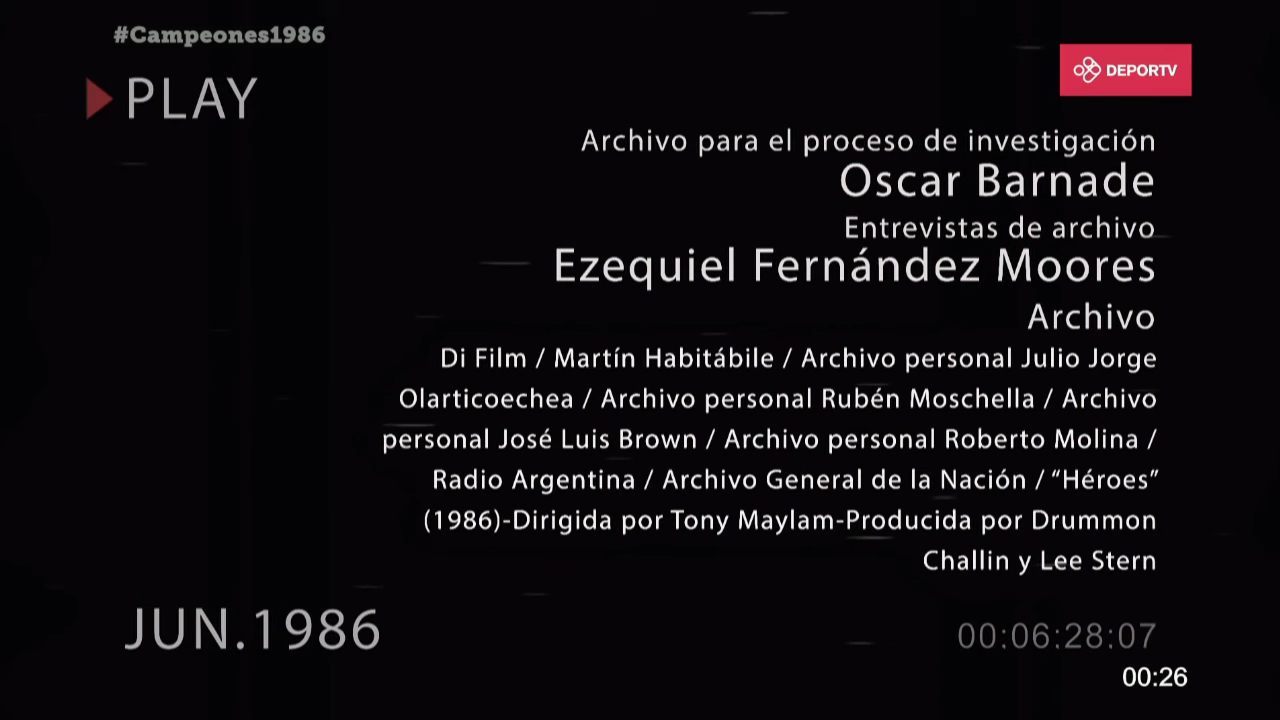 #Campeones1986
PLAY
DEPORTV
Archivo para el proceso de investigación
Oscar Barnade
Entrevistas de archivo
Ezequiel Fernández Moores
Archivo
Di Film / Martín Habitábile / Archivo personal Julio Jorge
Olarticoechea / Archivo personal Rubén Moschella / Archivo
personal José Luis Brown / Archivo personal Roberto Molina /
Radio Argentina / Archivo General de la Nación / “Héroes”
(1986)-Dirigida por Tony Maylam-Producida por Drummon
Challin y Lee Stern
JUN.1986
00:06:28:07
00:26